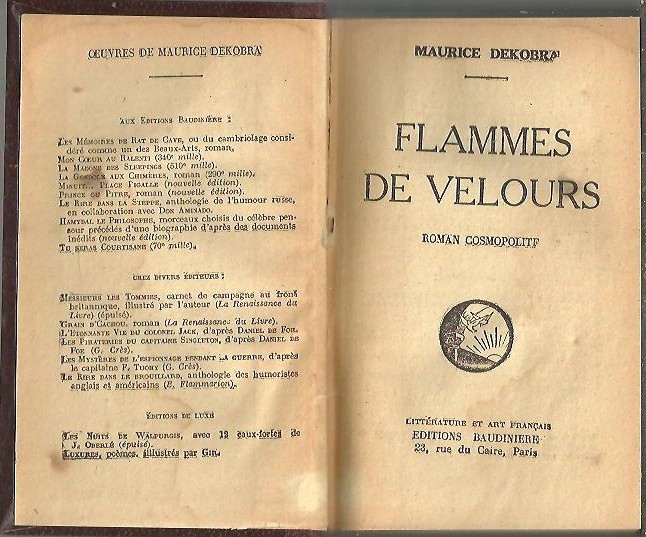 ŒUVRES DE MAURICE DEKOBRA
AUX EDITIONS BAUDINIÈRE :
LES MÉMOIRES DE RAT DE CAVE, ou du cambriolage consi-
déré comme un des Beaux-Arts, roman.
MON CŒUR AU RALENTI (340e mille).
LA MADONE DES SLEEPINGS (510e mille).
LA GONDOLE AUX CHIMÈRES, roman (290e mille).
MINUIT... PLACE PIGALLE (nouvelle édition).
PRINCE OU PITRE, roman (nouvelle édition).
LE RIRE DANS LA STEPPE, anthologie de l'humour russe,
en collaboration avec DON AMINADO.
HAMYDAL LE PHILOSOPHE, morceaux choisis du célèbre pen-
seur précédés d'une biographie d'après des documents
inédits (nouvelle édition).
TU SERAS COURTISANE (70e mille).
CHEZ DIVERS ÉDITEURS :
MESSIEURS LES TOMMIES, carnet de campagne au front
britannique, illustré par l'auteur (La Renaissance du
Livre) (épuisé).
GRAIN D'CACHOU, roman (La Renaissance du Livre).
L'ETONNANTE VIE DU COLONEL JACK, d'après DANIEL DE FOE.
LES PIRATERIES DU CAPITAINE SINGLETON, d'après DANIEL DE
FOE (G. Crès).
LES MYSTÈRES DE L'ESPIONNAGE PENDANT LA GUERRE, d'après
le capitaine F. TUOHY (G. Crès).
LE RIRE DANS LE BROUILLARD, anthologie des humoristes
anglais et américains (E. Flammarion).
ÉDITIONS DE LUXE
LES NUITS DE WALPURGIS, avec 12 eaux-fortes de
J. OBERLÉ (épuisé).
LUXURES, poèmes, illustrés par GIR.
MAURICE DEKOBRA
FLAMMES
DE VELOURS
ROMAN COSMOPOLITE
LITTÉRATURE ET ART FRANÇAIS
EDITIONS BAUDINIERE
23, rue du Caire, Paris